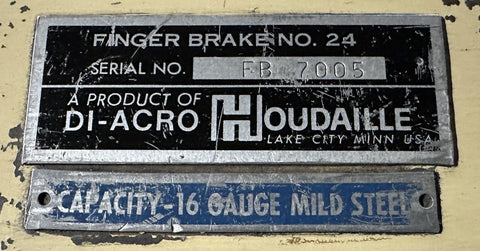 FINGER BRAKE NO. 24
SERIAL NO. FB 7005
A PRODUCT OF
DI-ACRO HOUDAILLE
LAKE CITY MINN USA
CAPACITY-16 GAUGE MILD STEEL